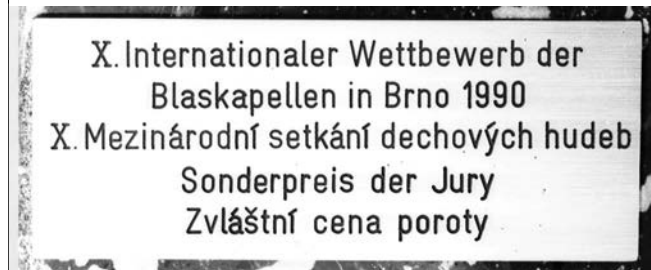 X. Internationaler Wettbewerb der
Blaskapellen in Brno 1990
X. Mezinárodní setkání dechových hudeb
Sonderpreis der Jury
Zvláštní cena poroty